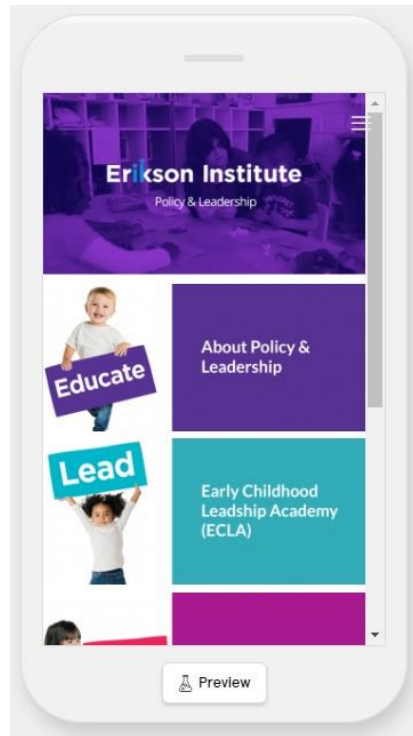 Erikson Institute
Policy & Leadership
Educate
About Policy &
Leadership
Lead
Early Childhood
Leadship Academy
(ECLA)
Preview